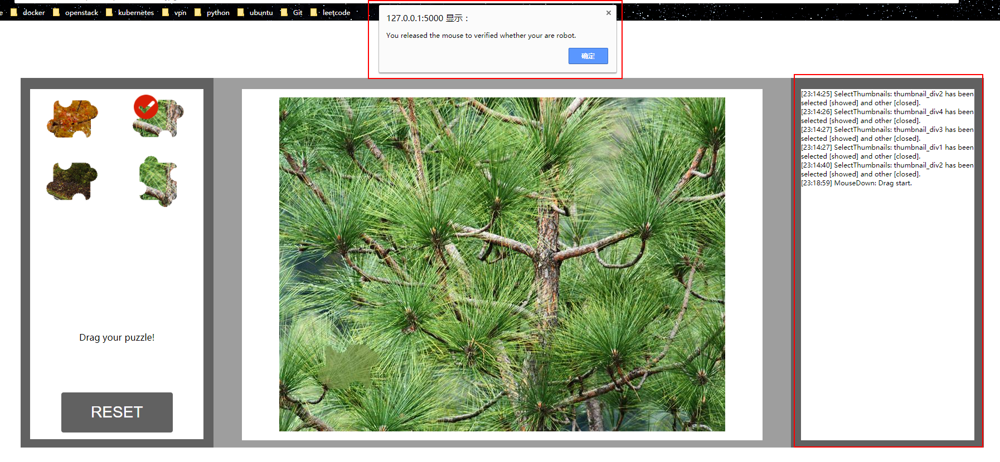 docker openstack kubernetes vpn python ubuntu Git leetcode
127.0.0.1:5000 显示：
You released the mouse to verified whether your are robot.
确定
Drag your puzzle!
RESET
[23:14:25] SelectThumbnails: thumbnail_div2 has been
selected [showed] and other [closed].
[23:14:26] SelectThumbnails: thumbnail_div4 has been
selected [showed] and other [closed].
[23:14:27] SelectThumbnails: thumbnail_div3 has been
selected [showed] and other [closed].
[23:14:27] SelectThumbnails: thumbnail_div1 has been
selected [showed] and other [closed].
[23:14:40] SelectThumbnails: thumbnail_div2 has been
selected [showed] and other [closed].
[23:18:59] MouseDown: Drag start.